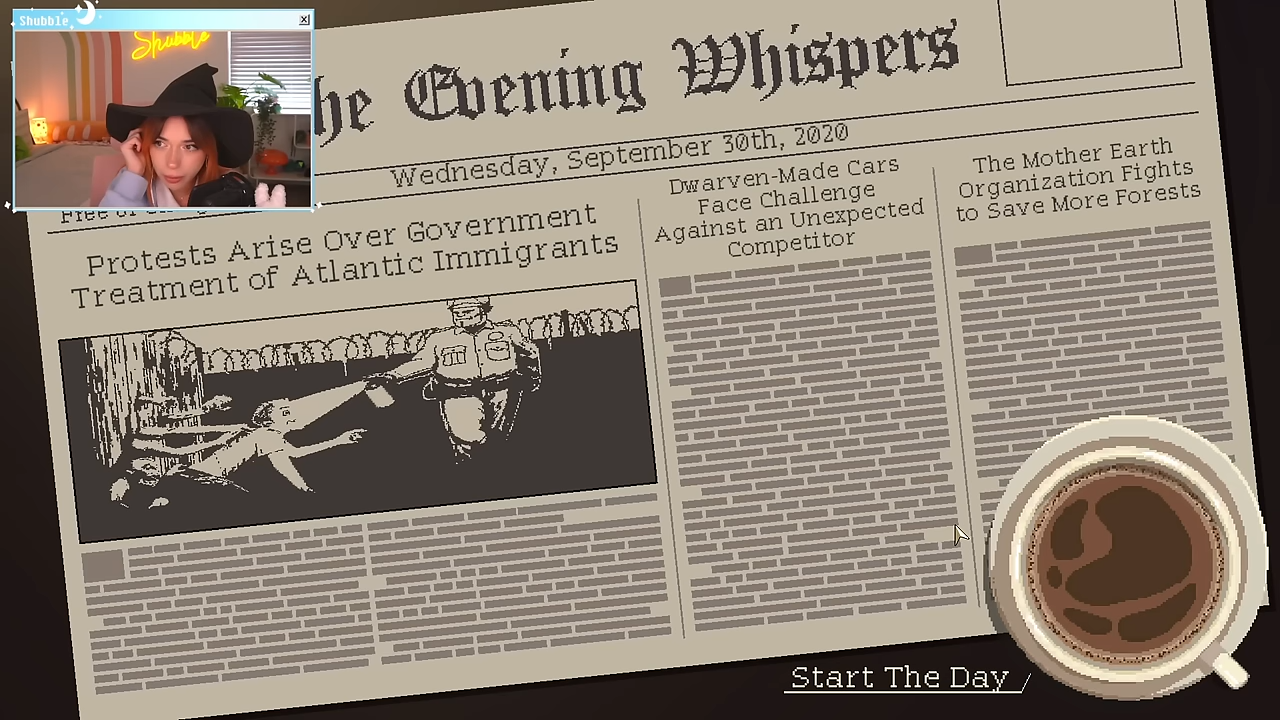 Shubble
Shubble
he Evening Whispers
Wednesday, September 30th, 2020
Protests Arise Over Government
Treatment of Atlantic Immigrants
Dwarven-Made Cars
Face Challenge
Against an Unexpected
Competitor
The Mother Earth
Organization Fights
to Save More Forests
Start The Day